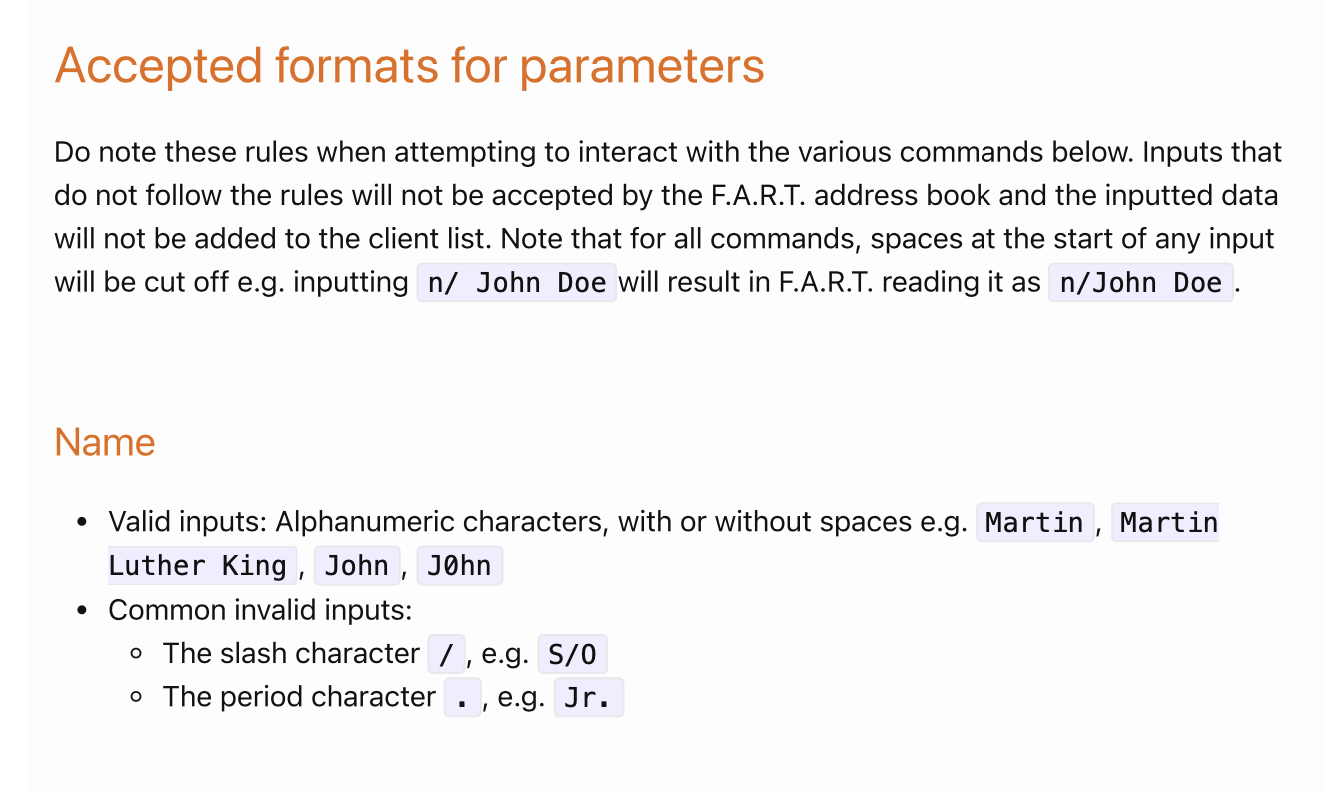 Accepted formats for parameters
Do note these rules when attempting to interact with the various commands below. Inputs that
do not follow the rules will not be accepted by the F.A.R.T. address book and the inputted data
will not be added to the client list. Note that for all commands, spaces at the start of any input
will be cut off e.g. inputting n/ John Doe will result in F.A.R.T. reading it as n/John Doe.
Name
• Valid inputs: Alphanumeric characters, with or without spaces e.g. Martin, Martin
Luther King, John, J0hn
• Common invalid inputs:
◦ The slash character /, e.g. S/O
◦ The period character ., e.g. Jr.